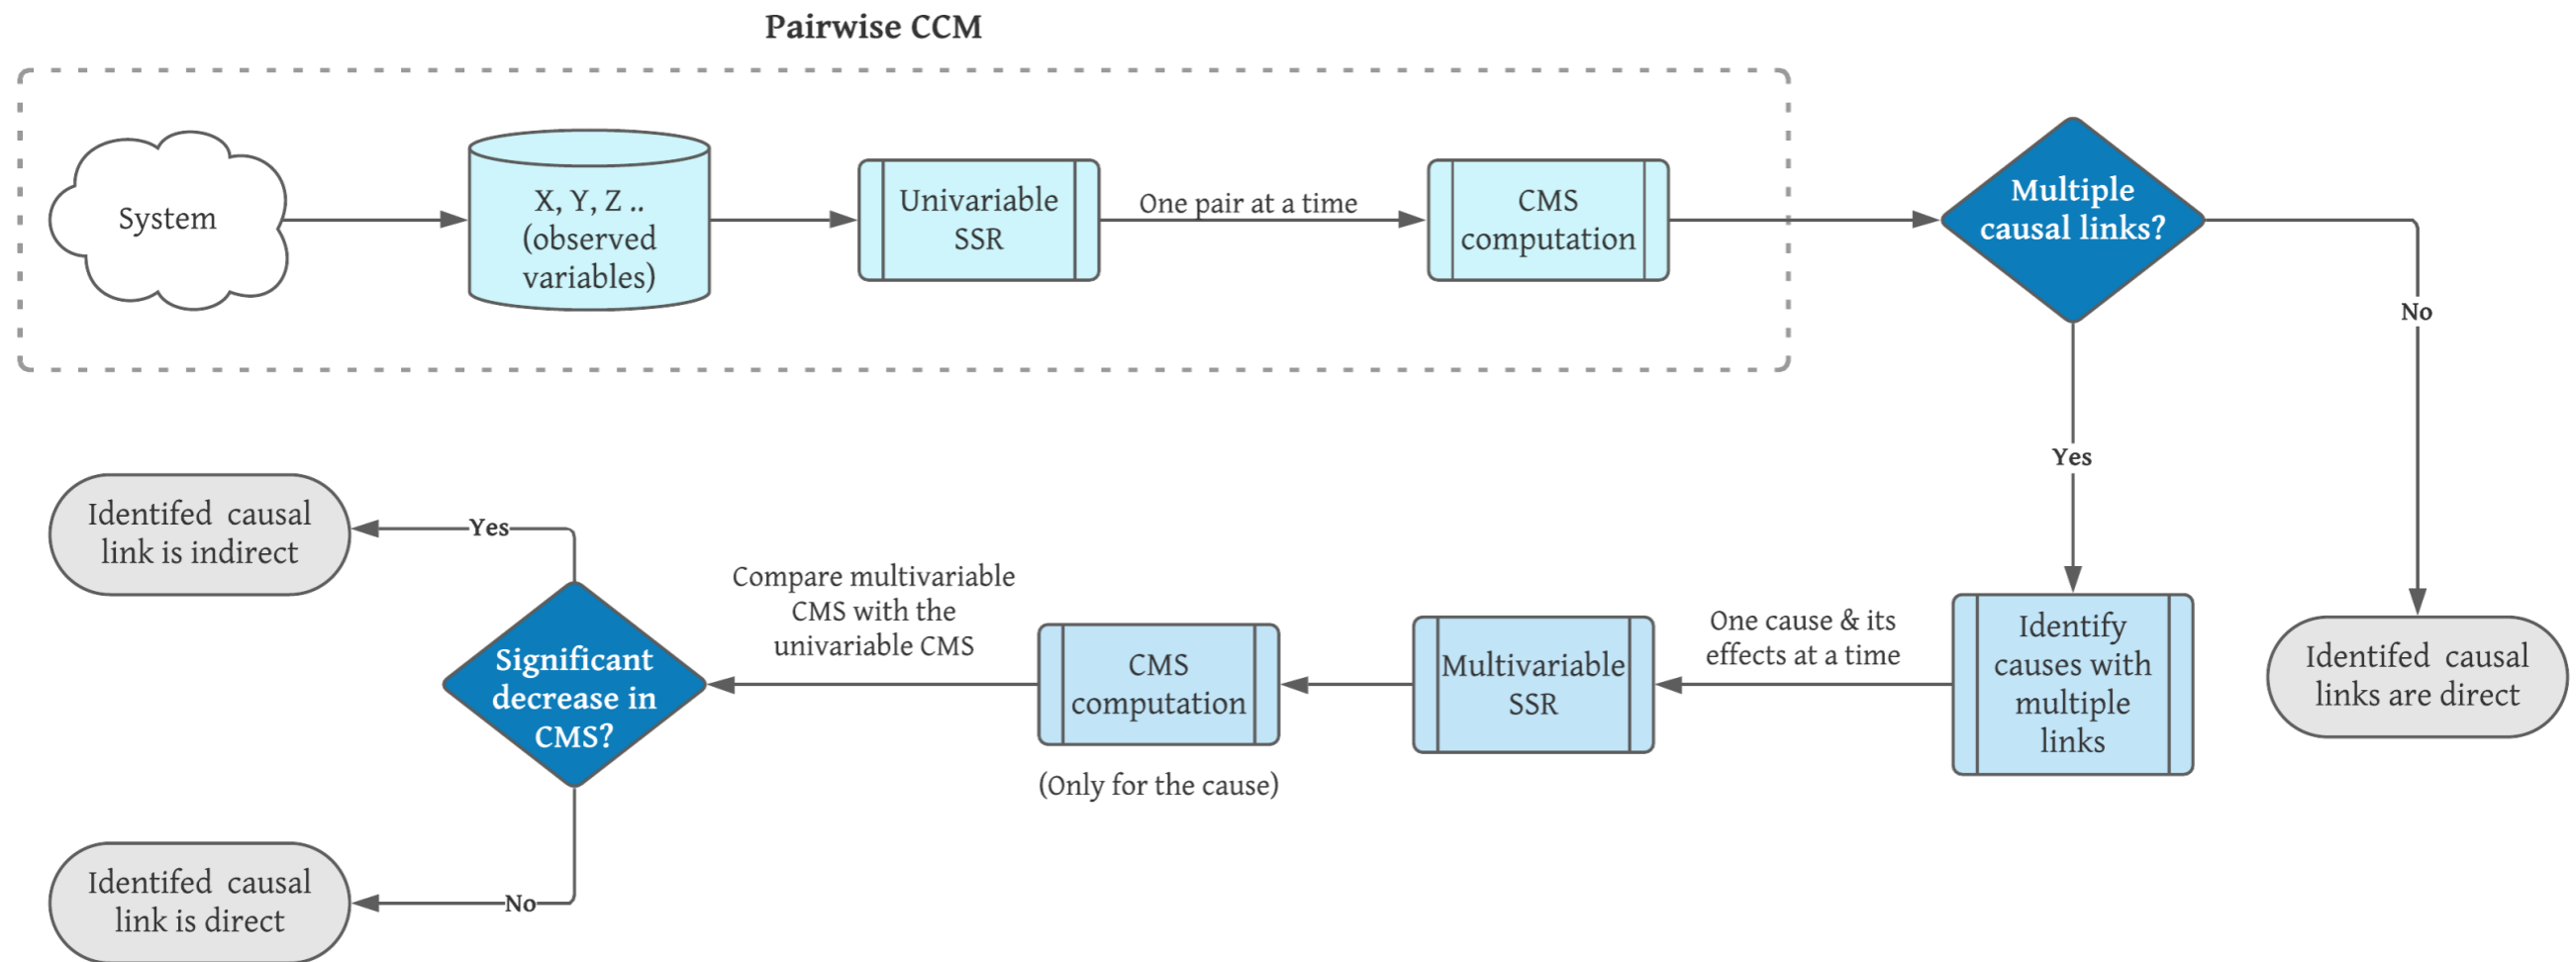 Pairwise CCM
System
X, Y, Z ..
(observed
variables)
Univariable
SSR
One pair at a time
CMS
computation
Multiple
causal links?
No
Yes
Identify
causes with
multiple
links
Identifed causal
links are direct
One cause & its
effects at a time
Multivariable
SSR
CMS
computation
(Only for the cause)
Compare multivariable
CMS with the
univariable CMS
Significant
decrease in
CMS?
Yes
Identifed causal
link is indirect
No
Identifed causal
link is direct